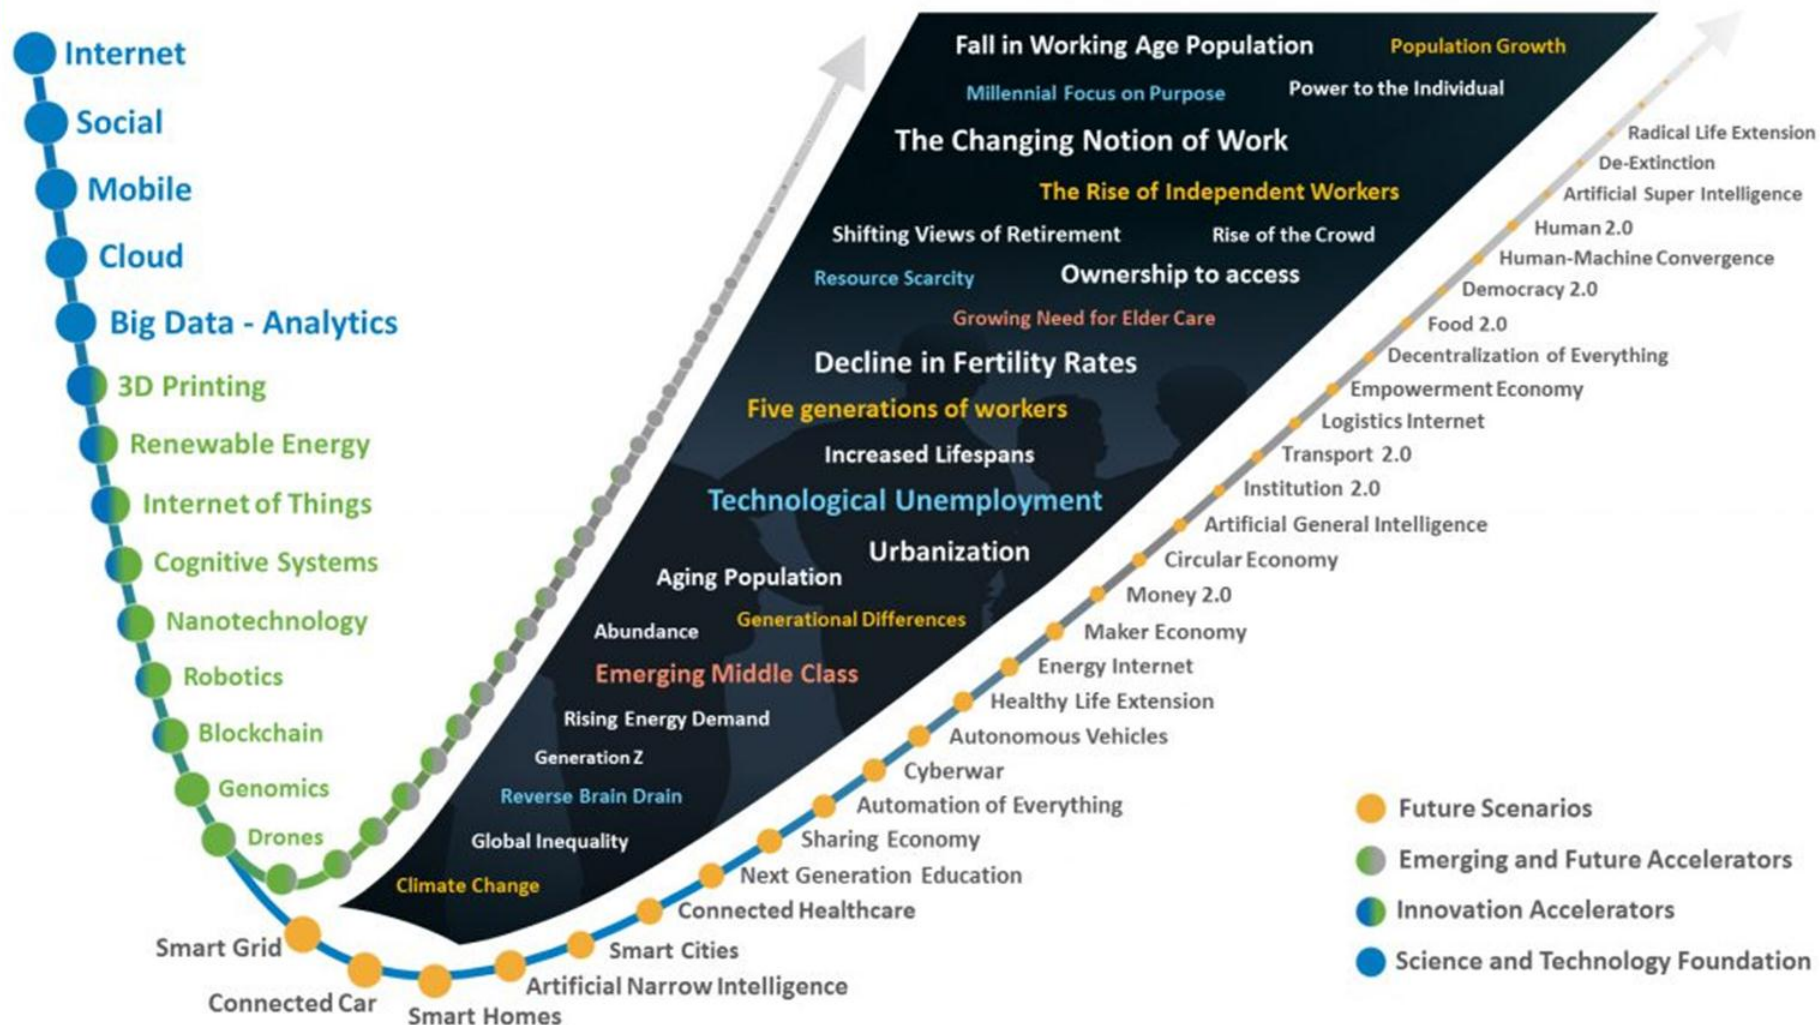 Internet
Social
Mobile
Cloud
Big Data - Analytics
3D Printing
Renewable Energy
Internet of Things
Cognitive Systems
Nanotechnology
Robotics
Blockchain
Genomics
Drones
Fall in Working Age Population
Population Growth
Millennial Focus on Purpose
Power to the Individual
The Changing Notion of Work
The Rise of Independent Workers
Shifting Views of Retirement
Rise of the Crowd
Resource Scarcity
Ownership to access
Growing Need for Elder Care
Decline in Fertility Rates
Five generations of workers
Increased Lifespans
Technological Unemployment
Urbanization
Aging Population
Generational Differences
Abundance
Emerging Middle Class
Rising Energy Demand
Generation Z
Reverse Brain Drain
Global Inequality
Climate Change
Radical Life Extension
De-Extinction
Artificial Super Intelligence
Human 2.0
Human-Machine Convergence
Democracy 2.0
Food 2.0
Decentralization of Everything
Empowerment Economy
Logistics Internet
Transport 2.0
Institution 2.0
Artificial General Intelligence
Circular Economy
Money 2.0
Maker Economy
Energy Internet
Healthy Life Extension
Autonomous Vehicles
Cyberwar
Automation of Everything
Sharing Economy
Next Generation Education
Connected Healthcare
Smart Cities
Artificial Narrow Intelligence
Smart Homes
Connected Car
Smart Grid
Future Scenarios
Emerging and Future Accelerators
Innovation Accelerators
Science and Technology Foundation